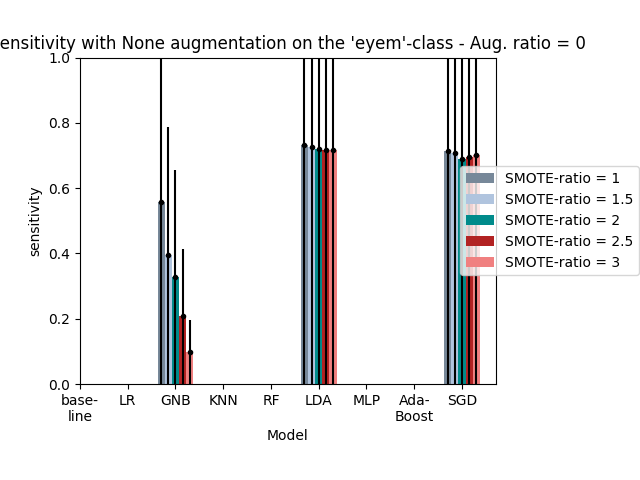 ensitivity with None augmentation on the 'eyem'-class - Aug. ratio = 0
1.0
0.8
0.6
0.4
0.2
0.0
sensitivity
SMOTE-ratio = 1
SMOTE-ratio = 1.5
SMOTE-ratio = 2
SMOTE-ratio = 2.5
SMOTE-ratio = 3
base-
line
LR
GNB
KNN
RF
LDA
MLP
Ada-
Boost
SGD
Model